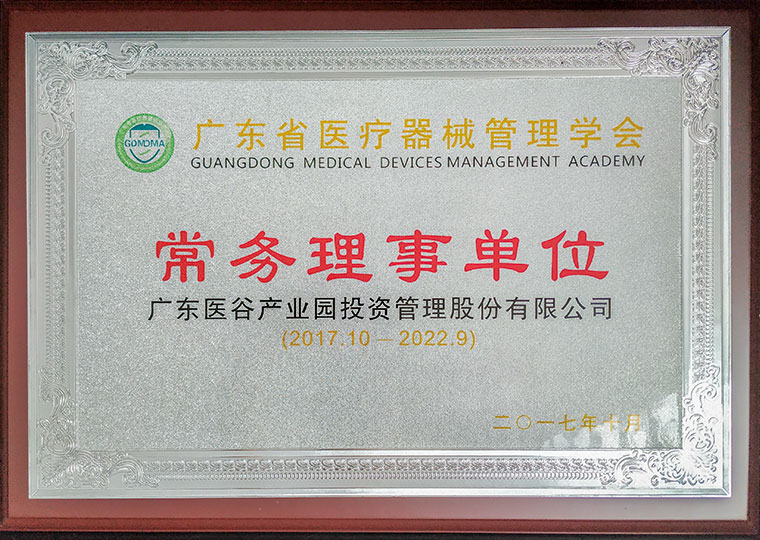 GDMDMA
广东省医疗器械管理学会
GUANGDONG MEDICAL DEVICES MANAGEMENT ACADEMY
常务理事单位
广东医谷产业园投资管理股份有限公司
(2017.10－2022.9)
二〇一七年十月